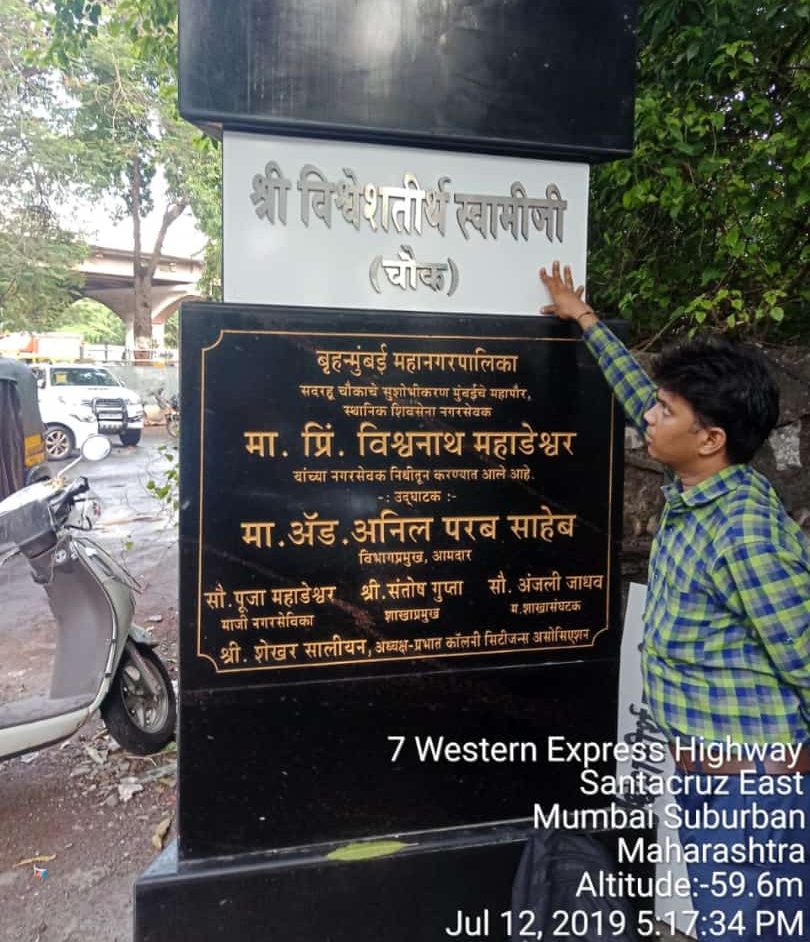 श्री विश्वेशतीर्थ स्वामीजी
(चौक)
बृहन्मुंबई महानगरपालिका
सदरहू चौकाचे सुशोभीकरण मुंबईचे महापौर,
स्थानिक शिवसेना नगरसेवक
मा. प्रिं. विश्वनाथ महाडेश्वर
यांच्या नगरसेवक निधीतून करण्यात आले आहे.
-: उद्घाटक :-
मा.ॲड.अनिल परब साहेब
विभागप्रमुख, आमदार
सौ.पूजा महाडेश्वर श्री.संतोष गुप्ता सौ. अंजली जाधव
माजी नगरसेविका शाखाप्रमुख म.शाखासंघटक
श्री. शेखर सालीयन, अध्यक्ष-प्रभात कॉलनी सिटीजन्स असोसिएशन
7 Western Express Highway
Santacruz East
Mumbai Suburban
Maharashtra
Altitude:-59.6m
Jul 12, 2019 5:17:34 PM